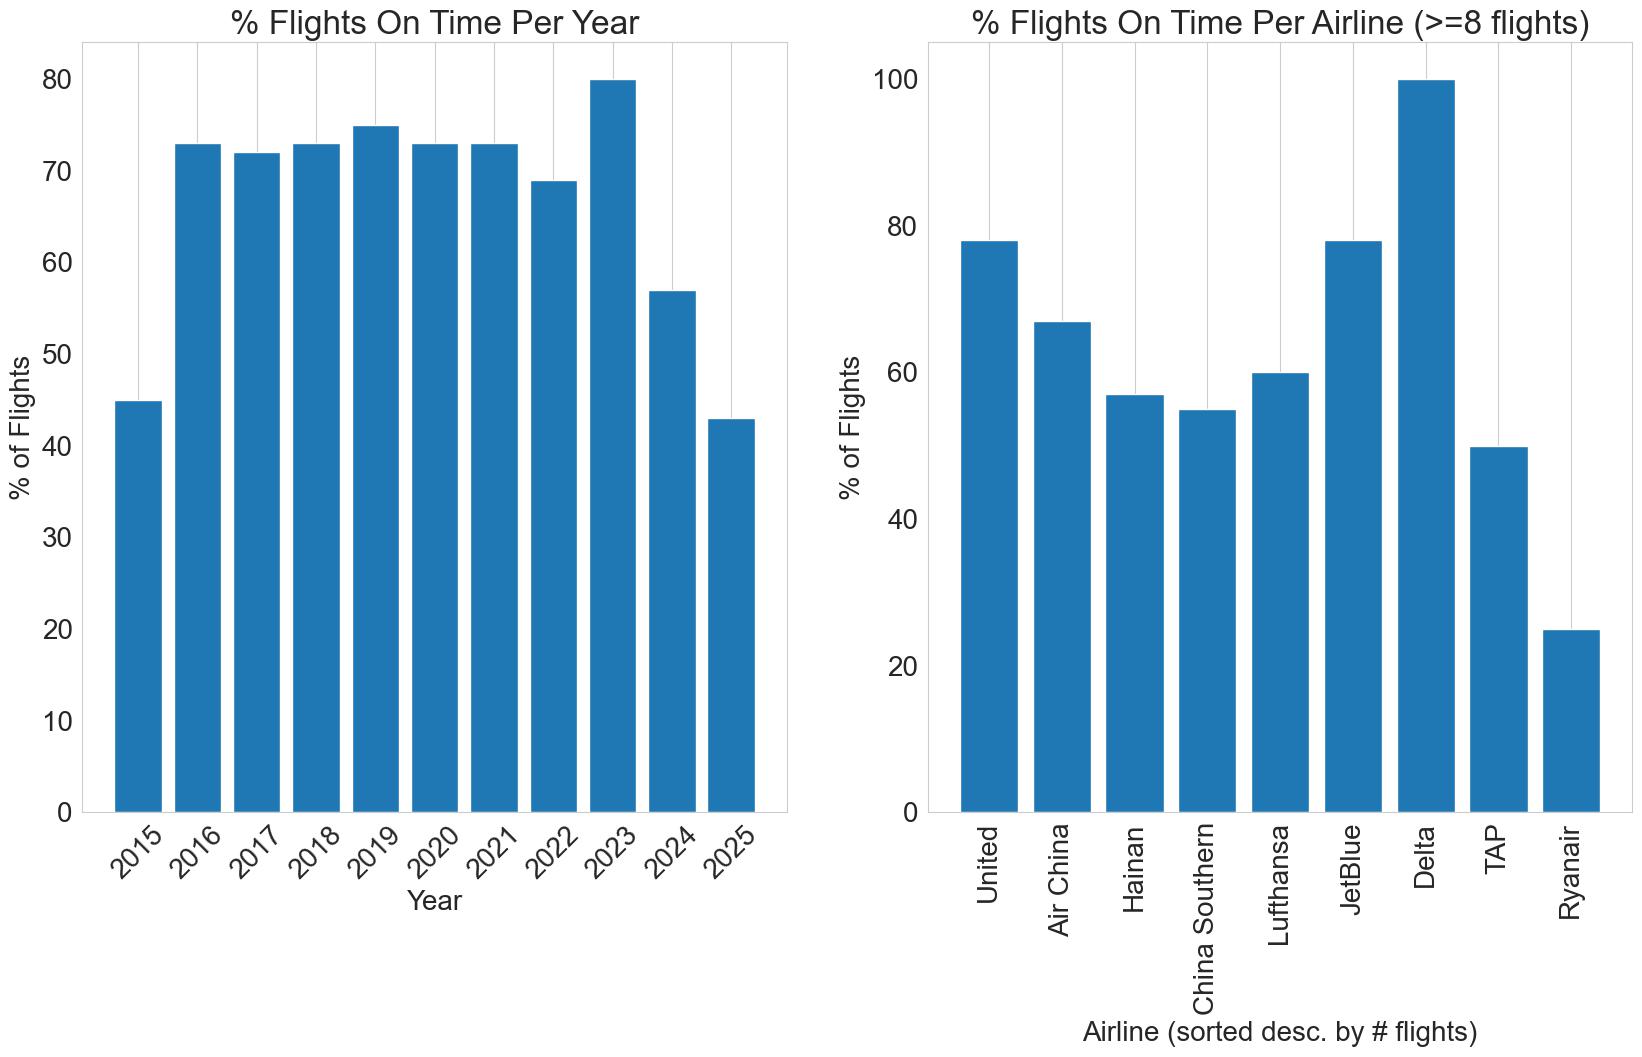 % Flights On Time Per Year
80
70
60
50
40
30
20
10
0
% of Flights
2015
2016
2017
2018
2019
2020
2021
2022
2023
2024
2025
Year
% Flights On Time Per Airline (>=8 flights)
100
80
60
40
20
0
% of Flights
United
Air China
Hainan
China Southern
Lufthansa
JetBlue
Delta
TAP
Ryanair
Airline (sorted desc. by # flights)